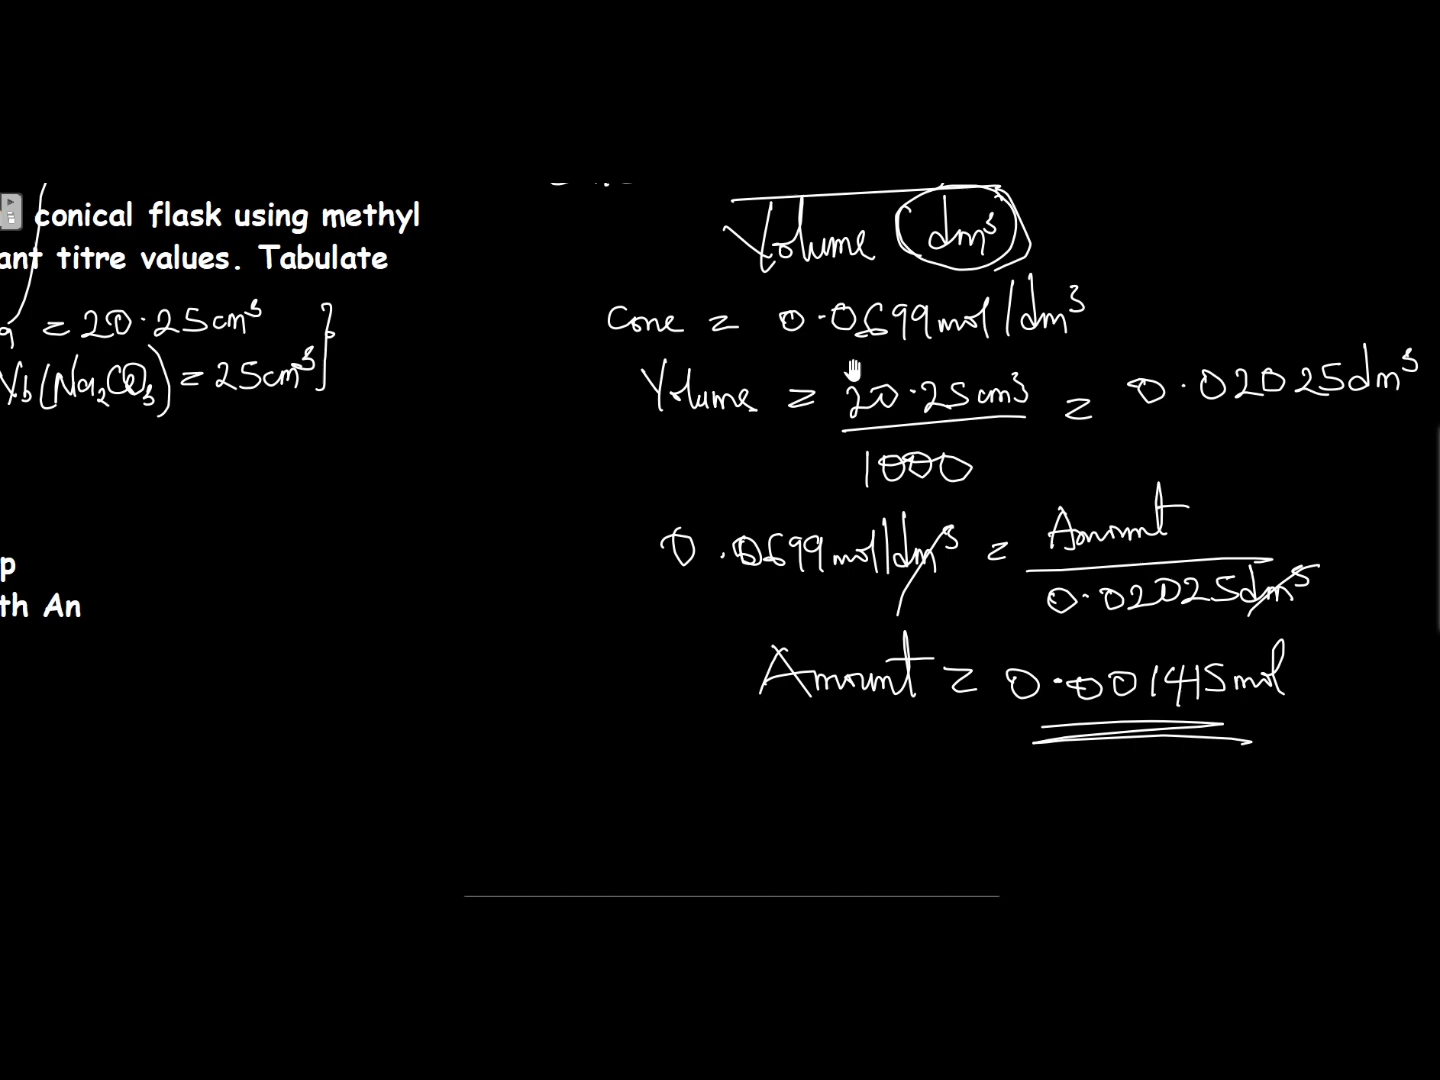 conical flask using methyl
ant titre values. Tabulate
= 20.25cm³
Vb(Na₂CO₃) = 25cm³
p
th An
Volume dm³
Conc = 0.0699mol/dm³
Volume = 20.25cm³ = 0.02025dm³
1000
0.0699mol/dm³ = Amount
0.02025dm³
Amount = 0.001415mol